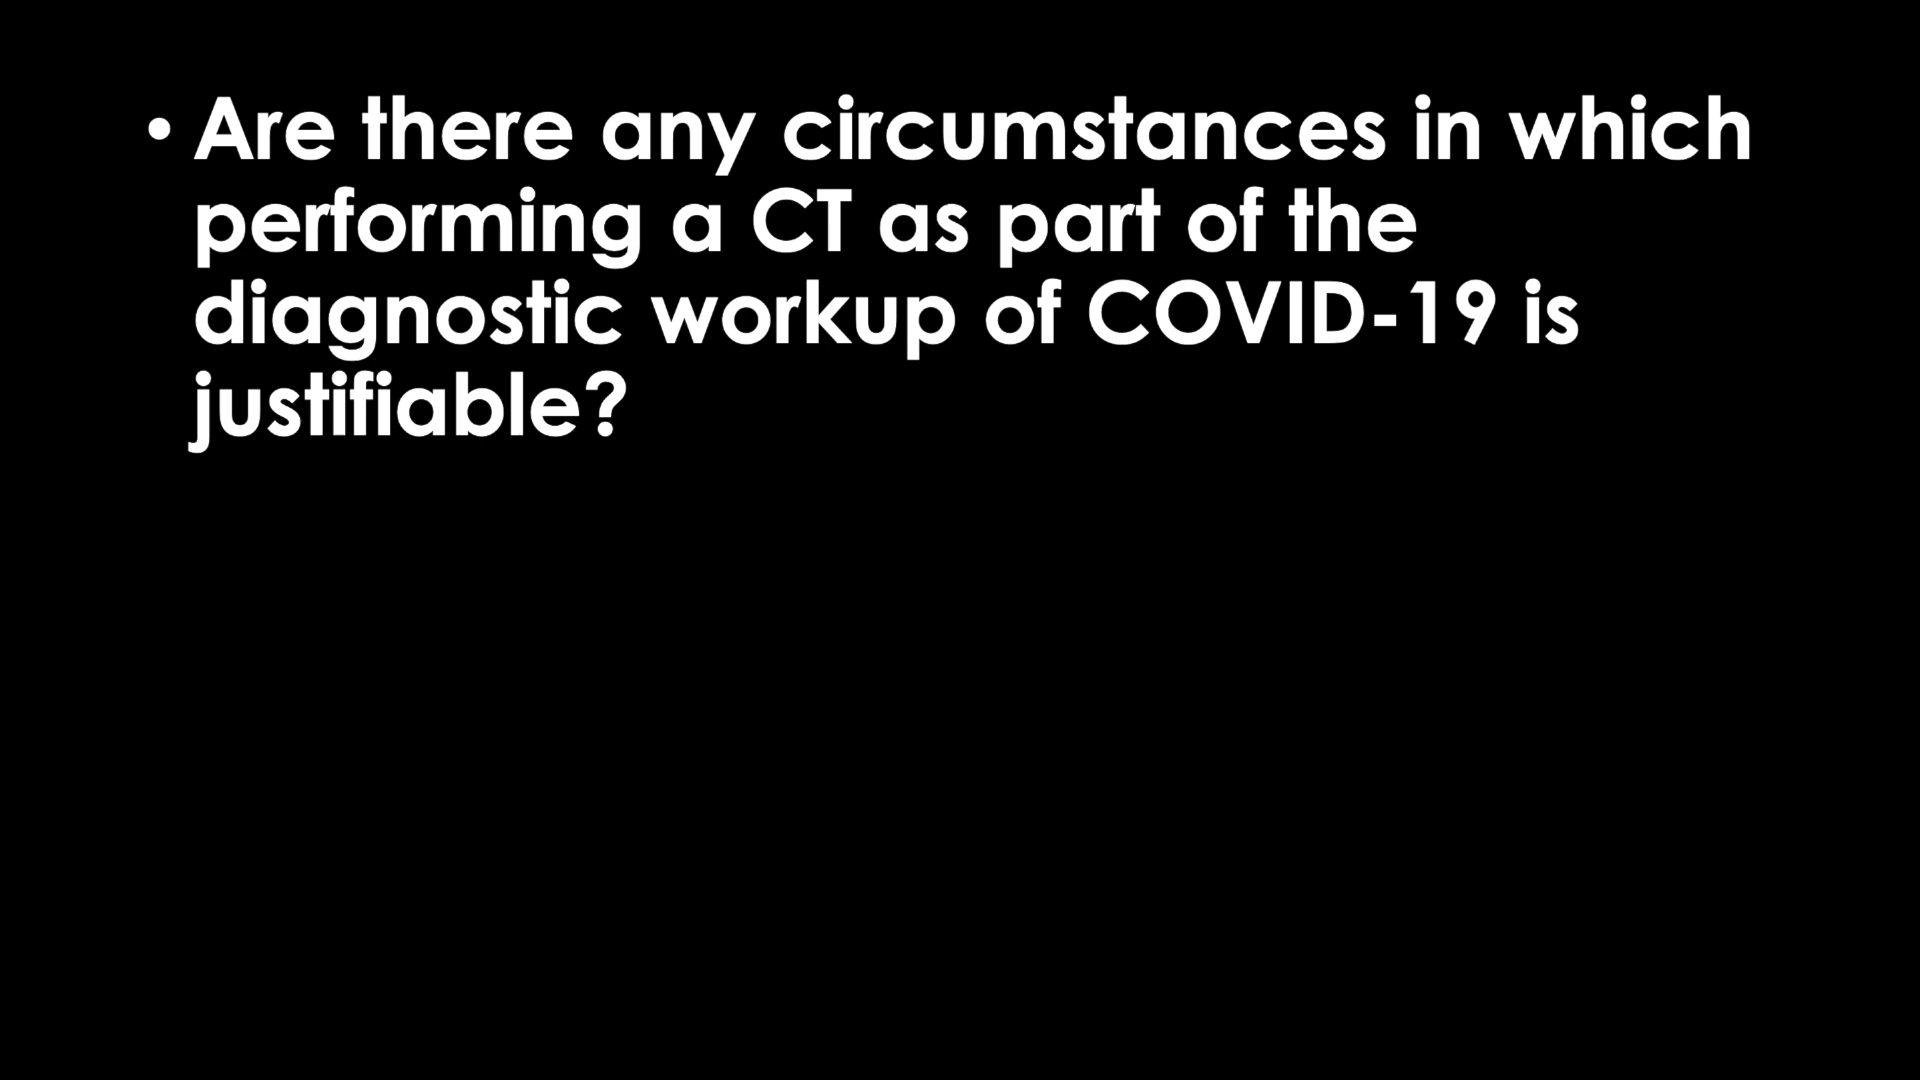 • Are there any circumstances in which
performing a CT as part of the
diagnostic workup of COVID-19 is
justifiable?